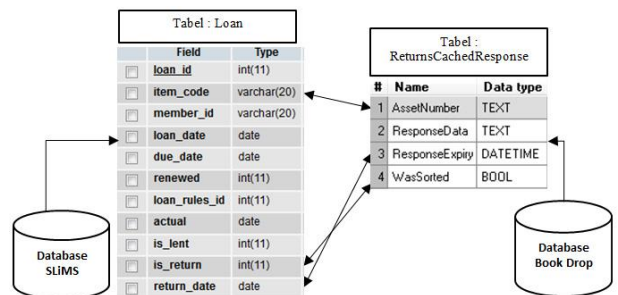 Tabel : Loan
Field Type
loan_id int(11)
item_code varchar(20)
member_id varchar(20)
loan_date date
due_date date
renewed int(11)
loan_rules_id int(11)
actual date
is_lent int(11)
is_return int(11)
return_date date
Tabel :
ReturnsCachedResponse
# Name Data type
1 AssetNumber TEXT
2 ResponseData TEXT
3 ResponseExpiry DATETIME
4 WasSorted BOOL
Database
SLiMS
Database
Book Drop